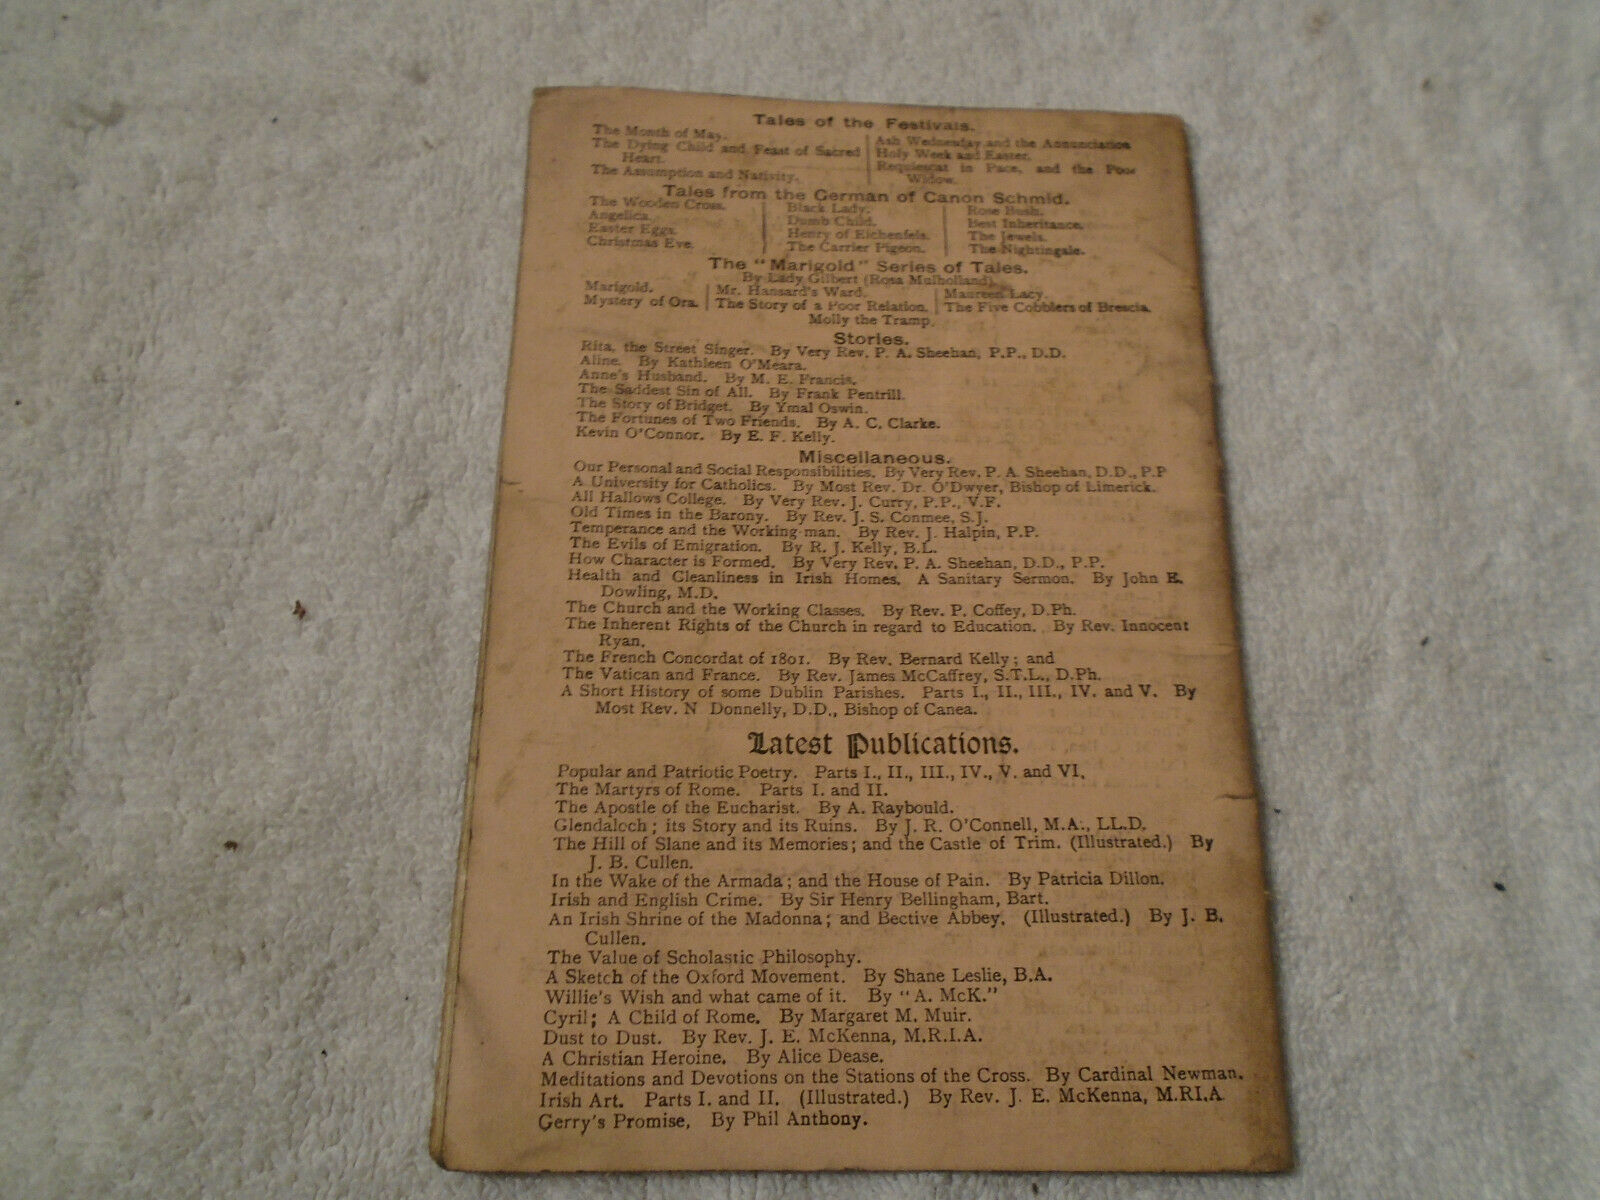 Tales of the Festivals.
The Month of May.
The Dying Child and Feast of Sacred
Heart.
The Assumption and Nativity.
Ash Wednesday and the Annunciation
Holy Week and Easter.
Requiescat in Pace, and the Poor
Widow.
Tales from the German of Canon Schmid.
The Wooden Cross.
Angelica.
Easter Eggs.
Christmas Eve.
Black Lady.
Dumb Child.
Henry of Eichenfels.
The Carrier Pigeon.
Rose Bush.
Best Inheritance.
The Jewels.
The Nightingale.
The "Marigold" Series of Tales.
By Lady Gilbert (Rosa Mulholland).
Marigold.
Mystery of Ora.
Mr. Hansard's Ward.
The Story of a Poor Relation.
Maureen Lacy.
The Five Cobblers of Brescia.
Molly the Tramp.
Stories.
Rita, the Street Singer. By Very Rev. P. A. Sheehan, P.P., D.D.
Aline. By Kathleen O'Meara.
Anne's Husband. By M. E. Francis.
The Saddest Sin of All. By Frank Pentrill.
The Story of Bridget. By Ymal Oswin.
The Fortunes of Two Friends. By A. C. Clarke.
Kevin O'Connor. By E. F. Kelly.
Miscellaneous.
Our Personal and Social Responsibilities. By Very Rev. P. A. Sheehan, D.D., P.P
A University for Catholics. By Most Rev. Dr. O'Dwyer, Bishop of Limerick.
All Hallows College. By Very Rev. J. Curry, P.P., V.F.
Old Times in the Barony. By Rev. J. S. Conmee, S.J.
Temperance and the Working-man. By Rev. J. Halpin, P.P.
The Evils of Emigration. By R. J. Kelly, B.L.
How Character is Formed. By Very Rev. P. A. Sheehan, D.D., P.P.
Health and Cleanliness in Irish Homes. A Sanitary Sermon. By John E.
Dowling, M.D.
The Church and the Working Classes. By Rev. P. Coffey, D.Ph.
The Inherent Rights of the Church in regard to Education. By Rev. Innocent
Ryan.
The French Concordat of 1801. By Rev. Bernard Kelly; and
The Vatican and France. By Rev. James McCaffrey, S.T.L., D.Ph.
A Short History of some Dublin Parishes. Parts I., II., III., IV. and V. By
Most Rev. N Donnelly, D.D., Bishop of Canea.
Latest Publications.
Popular and Patriotic Poetry. Parts I., II., III., IV., V. and VI.
The Martyrs of Rome. Parts I. and II.
The Apostle of the Eucharist. By A. Raybould.
Glendaloch; its Story and its Ruins. By J. R. O'Connell, M.A., LL.D.
The Hill of Slane and its Memories; and the Castle of Trim. (Illustrated.) By
J. B. Cullen.
In the Wake of the Armada; and the House of Pain. By Patricia Dillon.
Irish and English Crime. By Sir Henry Bellingham, Bart.
An Irish Shrine of the Madonna; and Bective Abbey. (Illustrated.) By J. B.
Cullen.
The Value of Scholastic Philosophy.
A Sketch of the Oxford Movement. By Shane Leslie, B.A.
Willie's Wish and what came of it. By "A. McK."
Cyril; A Child of Rome. By Margaret M. Muir.
Dust to Dust. By Rev. J. E. McKenna, M.R.I.A.
A Christian Heroine. By Alice Dease.
Meditations and Devotions on the Stations of the Cross. By Cardinal Newman.
Irish Art. Parts I. and II. (Illustrated.) By Rev. J. E. McKenna, M.RI.A
Gerry's Promise, By Phil Anthony.